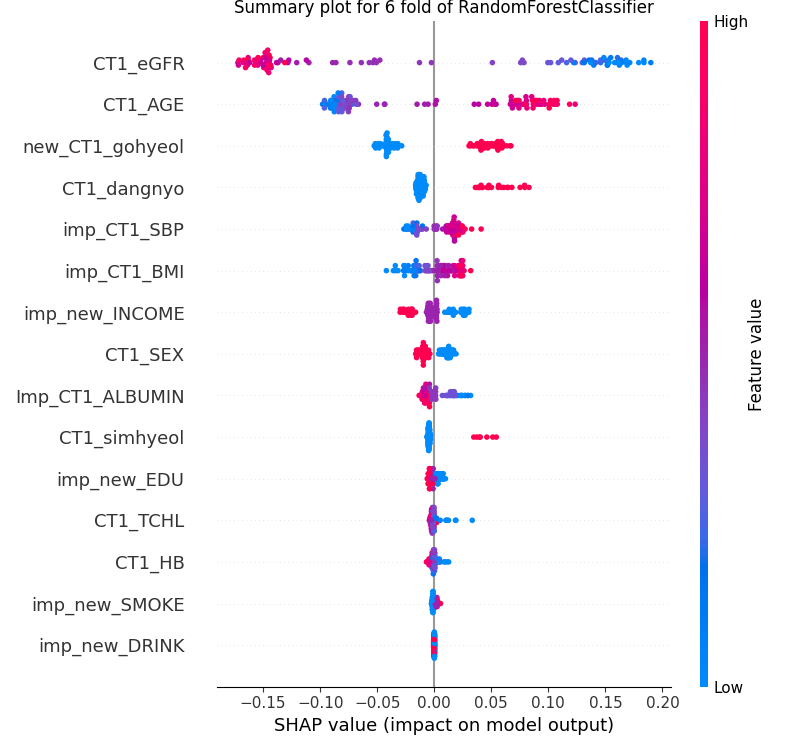 Summary plot for 6 fold of RandomForestClassifier
High
CT1_eGFR
CT1_AGE
new_CT1_gohyeol
CT1_dangnyo
imp_CT1_SBP
imp_CT1_BMI
imp_new_INCOME
CT1_SEX
Imp_CT1_ALBUMIN
CT1_simhyeol
imp_new_EDU
CT1_TCHL
CT1_HB
imp_new_SMOKE
imp_new_DRINK
Feature value
Low
−0.15 −0.10 −0.05 0.00 0.05 0.10 0.15 0.20
SHAP value (impact on model output)